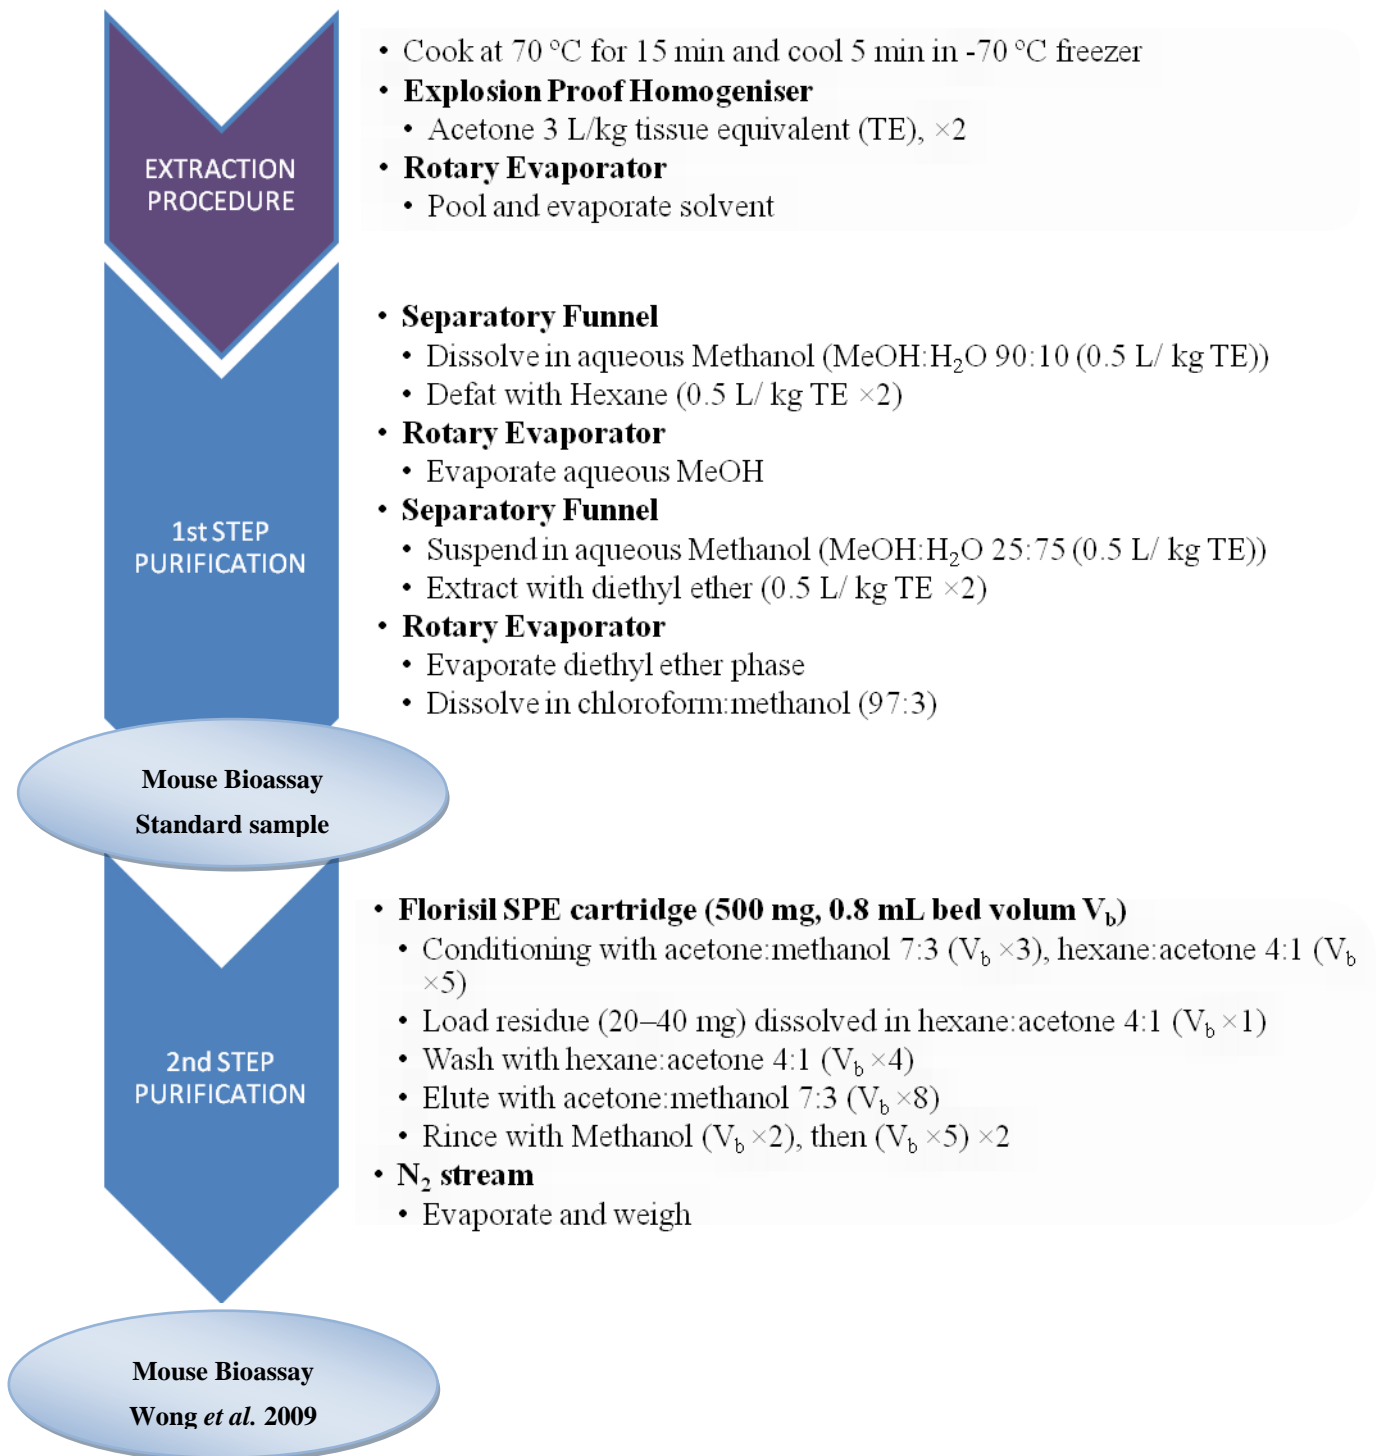 EXTRACTION
PROCEDURE
• Cook at 70 °C for 15 min and cool 5 min in -70 °C freezer
• Explosion Proof Homogeniser
• Acetone 3 L/kg tissue equivalent (TE), ×2
• Rotary Evaporator
• Pool and evaporate solvent
1st STEP
PURIFICATION
• Separatory Funnel
• Dissolve in aqueous Methanol (MeOH:H₂O 90:10 (0.5 L/ kg TE))
• Defat with Hexane (0.5 L/ kg TE ×2)
• Rotary Evaporator
• Evaporate aqueous MeOH
• Separatory Funnel
• Suspend in aqueous Methanol (MeOH:H₂O 25:75 (0.5 L/ kg TE))
• Extract with diethyl ether (0.5 L/ kg TE ×2)
• Rotary Evaporator
• Evaporate diethyl ether phase
• Dissolve in chloroform:methanol (97:3)
Mouse Bioassay
Standard sample
2nd STEP
PURIFICATION
• Florisil SPE cartridge (500 mg, 0.8 mL bed volum V_b)
• Conditioning with acetone:methanol 7:3 (V_b ×3), hexane:acetone 4:1 (V_b
×5)
• Load residue (20–40 mg) dissolved in hexane:acetone 4:1 (V_b ×1)
• Wash with hexane:acetone 4:1 (V_b ×4)
• Elute with acetone:methanol 7:3 (V_b ×8)
• Rince with Methanol (V_b ×2), then (V_b ×5) ×2
• N₂ stream
• Evaporate and weigh
Mouse Bioassay
Wong et al. 2009